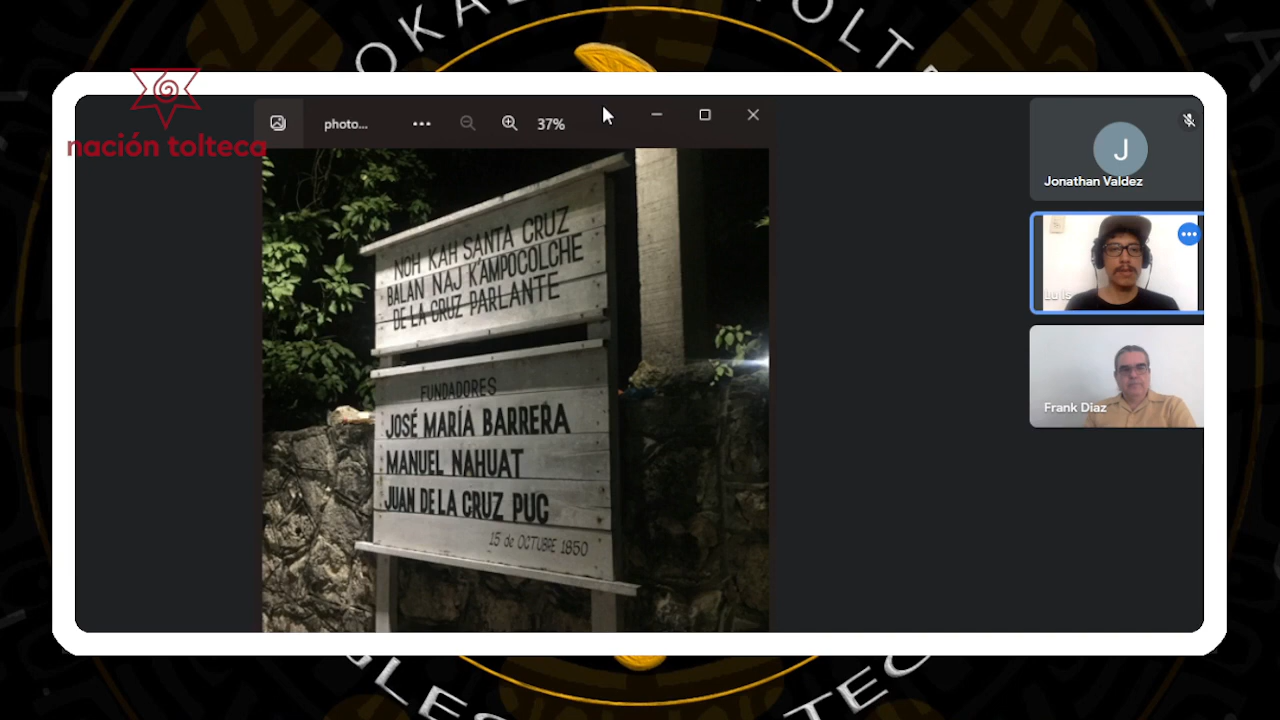 nación tolteca
photo...
37%
NOH KAH SANTA CRUZ
BALAN NAJ KAMPOCOLCHE
DE LA CRUZ PARLANTE
FUNDADORES
JOSÉ MARÍA BARRERA
MANUEL NAHUAT
JUAN DE LA CRUZ PUC
15 de OCTUBRE 1850
J
Jonathan Valdez
Luis
Frank Diaz